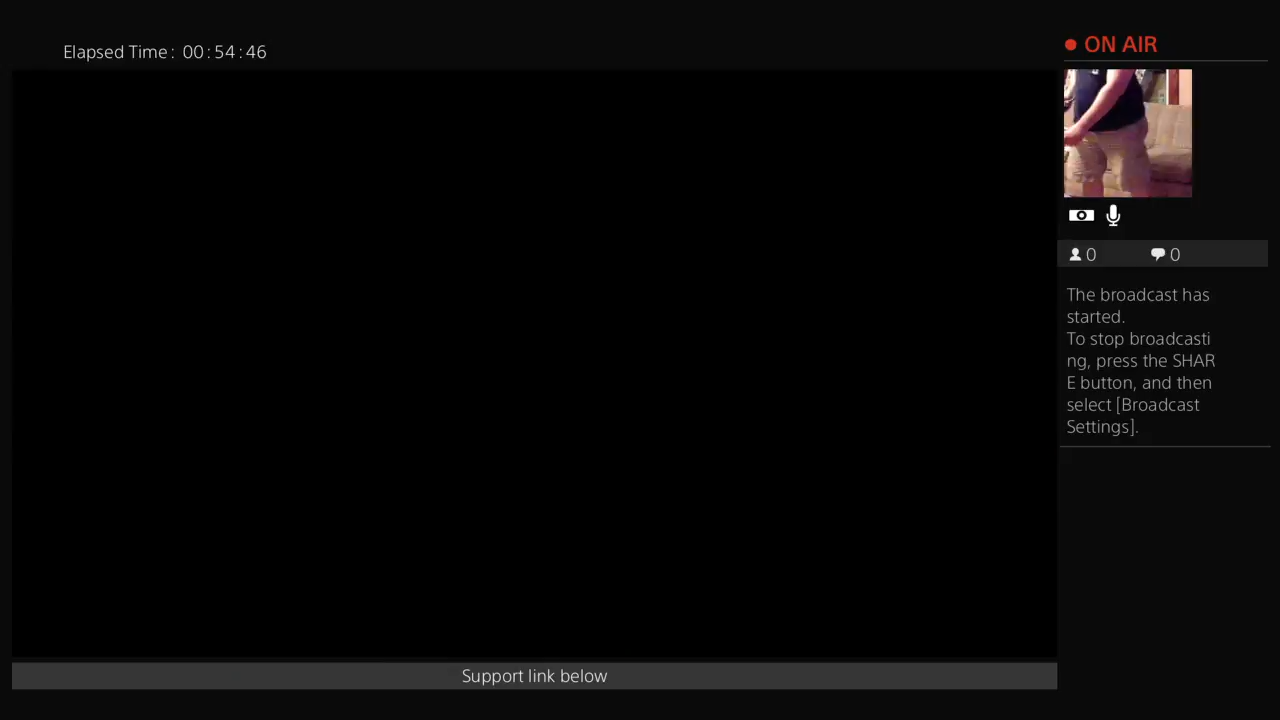 Elapsed Time: 00:54:46
ON AIR
0 0
The broadcast has
started.
To stop broadcasti
ng, press the SHAR
E button, and then
select [Broadcast
Settings].
Support link below